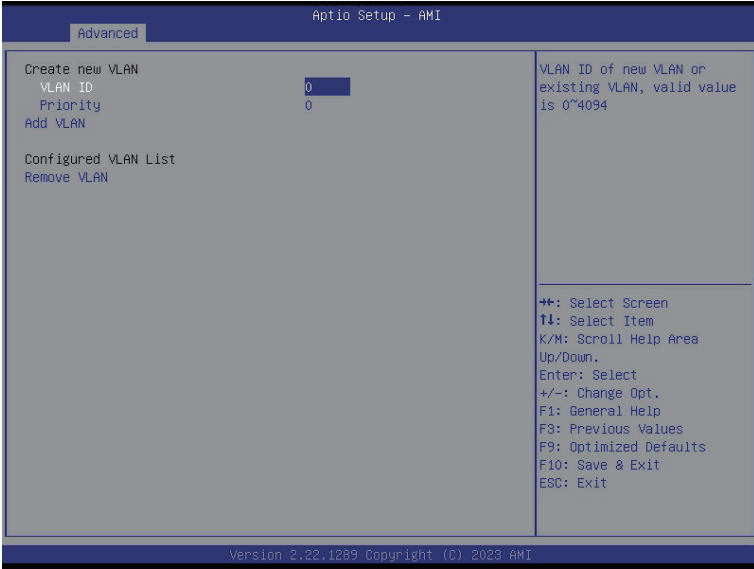 Aptio Setup – AMI
Advanced
Create new VLAN
VLAN ID 0
Priority 0
Add VLAN
Configured VLAN List
Remove VLAN
VLAN ID of new VLAN or
existing VLAN, valid value
is 0~4094
→←: Select Screen
↑↓: Select Item
K/M: Scroll Help Area
Up/Down.
Enter: Select
+/-: Change Opt.
F1: General Help
F3: Previous Values
F9: Optimized Defaults
F10: Save & Exit
ESC: Exit
Version 2.22.1289 Copyright (C) 2023 AMI